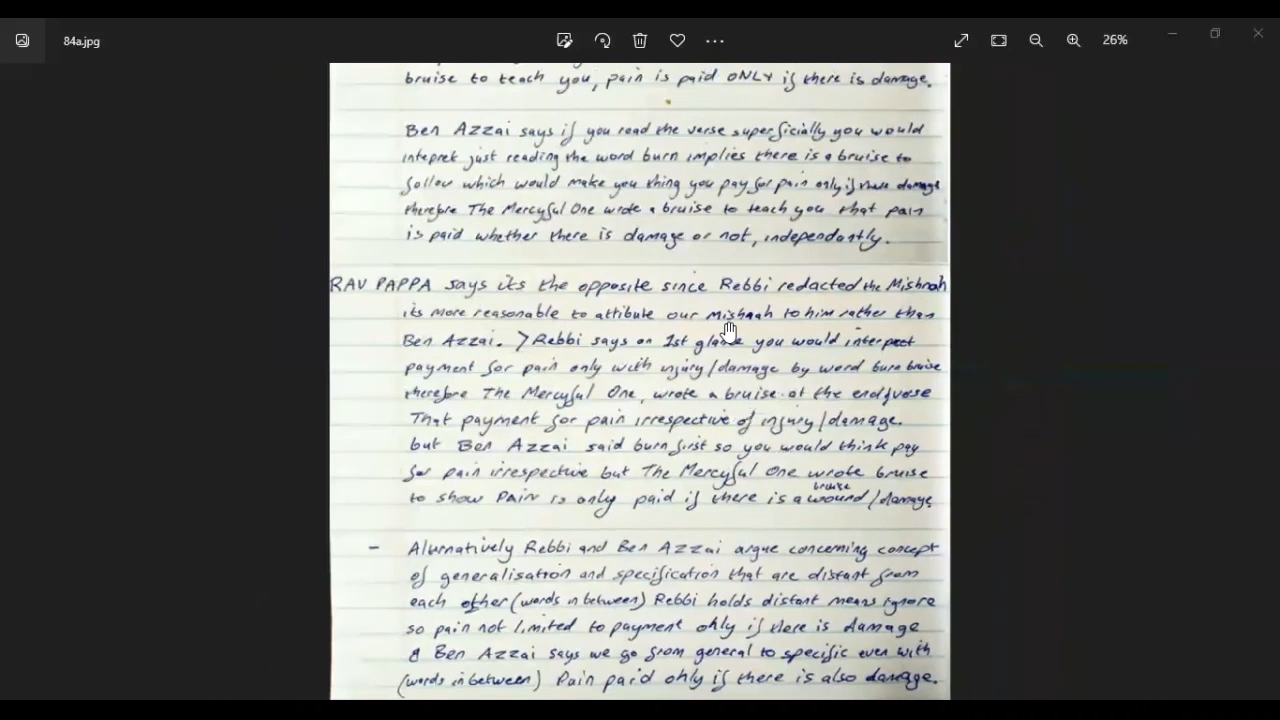 84a.jpg
26%
bruise to teach you, pain is paid ONLY if there is damage.
Ben Azzai says if you read the verse superficially you would
intepret just reading the word burn implies there is a bruise to
follow which would make you thing you pay for pain only if there damage
therefore The Mercyful One wrote a bruise to teach you that pain
is paid whether there is damage or not, independantly.
RAV PAPPA says its the opposite since Rebbi redacted the Mishnah
its more reasonable to attibute our Mishnah to him rather than
Ben Azzai. > Rebbi says on 1st glance you would interpect
payment for pain only with injury/damage by word burn bruise
therefore The Mercyful One, wrote a bruise at the end
That payment for pain irrespective of injury/damage.
but Ben Azzai said burn first so you would think pay
for pain irrespective but The Mercyful One wrote bruise
bruise
to show Pain is only paid if there is a wound/damage
- Alurnatively Rebbi and Ben Azzai argue concerning concept
of generalisation and specification that are distant from
each other (words in between) Rebbi holds distant means ignore
so pain not limited to payment only if there is damage
& Ben Azzai says we go from general to specific even with
(words in between) Pain paid only if there is also damage.